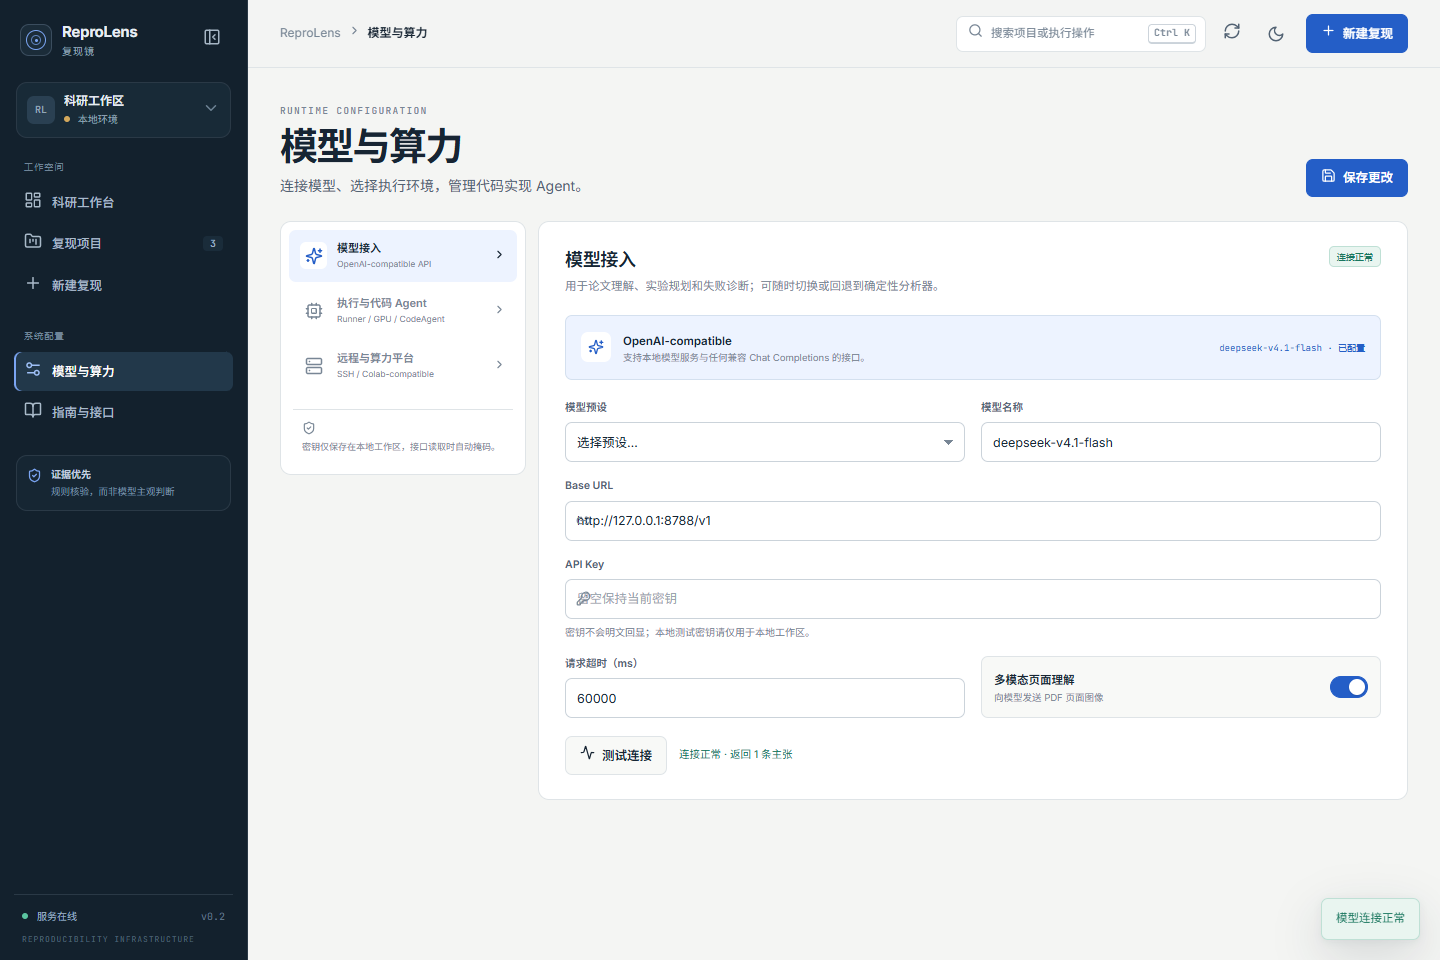 ReproLens
复现镜
RL
科研工作区
本地环境
工作空间
科研工作台
复现项目
3
新建复现
系统配置
模型与算力
指南与接口
证据优先
规则核验，而非模型主观判断
服务在线
v0.2
REPRODUCIBILITY INFRASTRUCTURE
ReproLens
模型与算力
搜索项目或执行操作
Ctrl K
新建复现
RUNTIME CONFIGURATION
模型与算力
连接模型、选择执行环境，管理代码实现 Agent。
保存更改
模型接入
OpenAI-compatible API
执行与代码 Agent
Runner / GPU / CodeAgent
远程与算力平台
SSH / Colab-compatible
密钥仅保存在本地工作区，接口读取时自动掩码。
模型接入
连接正常
用于论文理解、实验规划和失败诊断；可随时切换或回退到确定性分析器。
OpenAI-compatible
支持本地模型服务与任何兼容 Chat Completions 的接口。
deepseek-v4.1-flash · 已配置
模型预设
模型名称
选择预设...
deepseek-v4.1-flash
Base URL
http://127.0.0.1:8788/v1
API Key
留空保持当前密钥
密钥不会明文回显；本地测试密钥请仅用于本地工作区。
请求超时（ms）
60000
多模态页面理解
向模型发送 PDF 页面图像
测试连接
连接正常 · 返回 1 条主张
模型连接正常